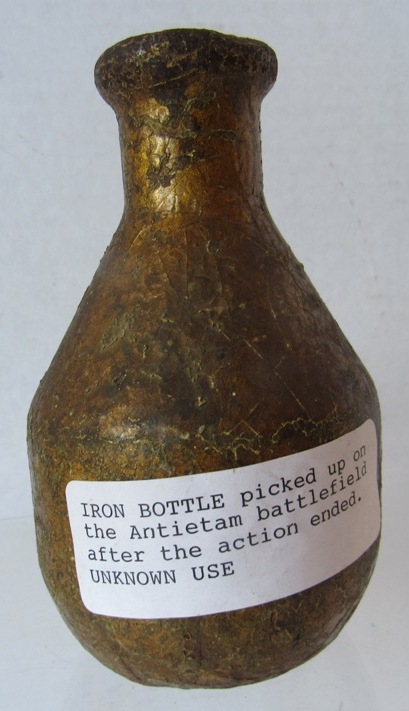 IRON BOTTLE picked up on
the Antietam battlefield
after the action ended.
UNKNOWN USE